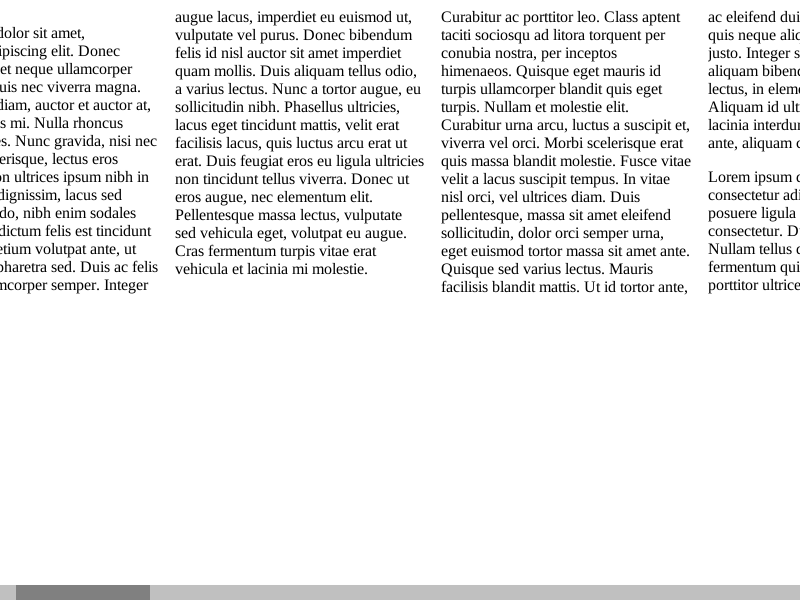 dolor sit amet,
ipiscing elit. Donec
et neque ullamcorper
uis nec viverra magna.
diam, auctor et auctor at,
s mi. Nulla rhoncus
es. Nunc gravida, nisi nec
erisque, lectus eros
on ultrices ipsum nibh in
dignissim, lacus sed
do, nibh enim sodales
dictum felis est tincidunt
etium volutpat ante, ut
pharetra sed. Duis ac felis
mcorper semper. Integer
augue lacus, imperdiet eu euismod ut,
vulputate vel purus. Donec bibendum
felis id nisl auctor sit amet imperdiet
quam mollis. Duis aliquam tellus odio,
a varius lectus. Nunc a tortor augue, eu
sollicitudin nibh. Phasellus ultricies,
lacus eget tincidunt mattis, velit erat
facilisis lacus, quis luctus arcu erat ut
erat. Duis feugiat eros eu ligula ultricies
non tincidunt tellus viverra. Donec ut
eros augue, nec elementum elit.
Pellentesque massa lectus, vulputate
sed vehicula eget, volutpat eu augue.
Cras fermentum turpis vitae erat
vehicula et lacinia mi molestie.
Curabitur ac porttitor leo. Class aptent
taciti sociosqu ad litora torquent per
conubia nostra, per inceptos
himenaeos. Quisque eget mauris id
turpis ullamcorper blandit quis eget
turpis. Nullam et molestie elit.
Curabitur urna arcu, luctus a suscipit et,
viverra vel orci. Morbi scelerisque erat
quis massa blandit molestie. Fusce vitae
velit a lacus suscipit tempus. In vitae
nisl orci, vel ultrices diam. Duis
pellentesque, massa sit amet eleifend
sollicitudin, dolor orci semper urna,
eget euismod tortor massa sit amet ante.
Quisque sed varius lectus. Mauris
facilisis blandit mattis. Ut id tortor ante,
ac eleifend dui
quis neque aliq
justo. Integer s
aliquam bibend
lectus, in eleme
Aliquam id ult
lacinia interdum
ante, aliquam c
Lorem ipsum d
consectetur adi
posuere ligula
consectetur. D
Nullam tellus d
fermentum qui
porttitor ultrice